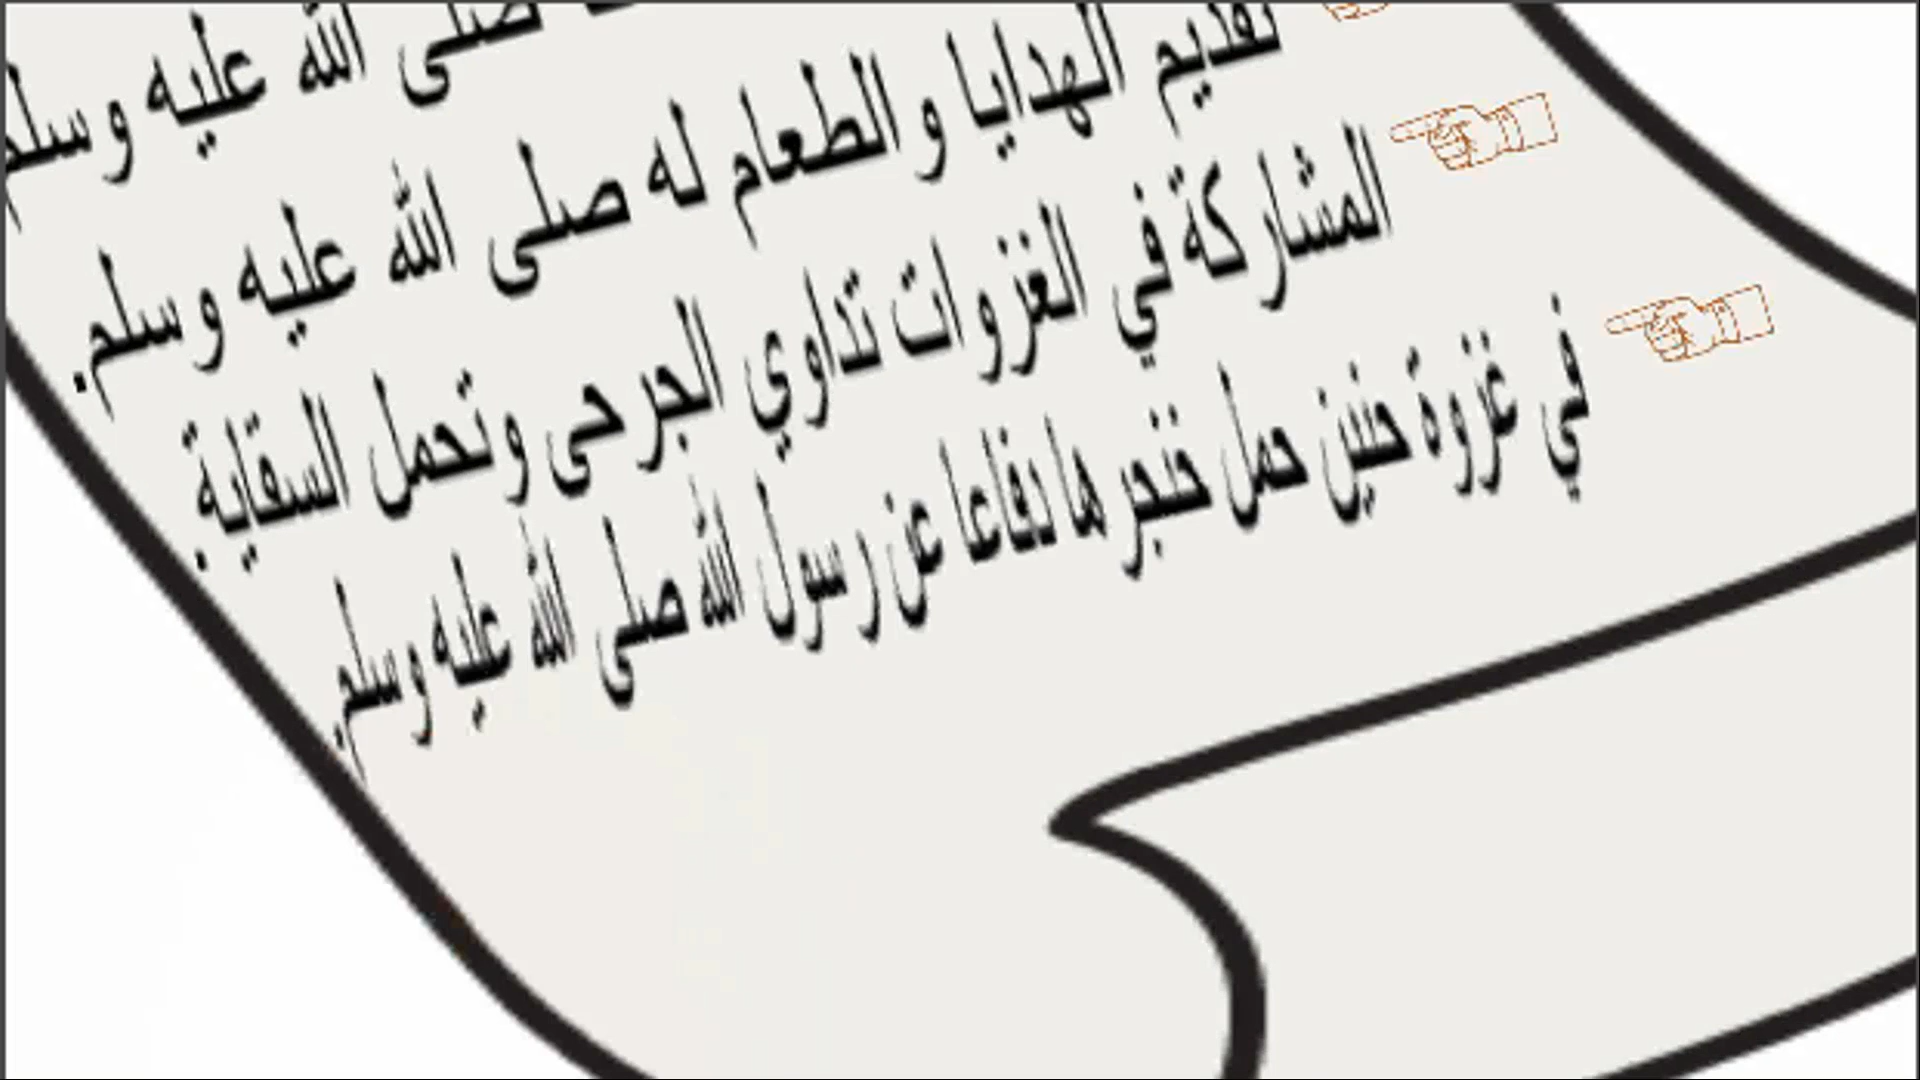 صلى الله عليه وسلم
تقديم الهدايا و الطعام له صلى الله عليه وسلم.
المشاركة في الغزوات تداوي الجرحى وتحمل السقاية.
في غزوة حنين حمل خنجرها دفاعا عن رسول الله صلى الله عليه وسلم.